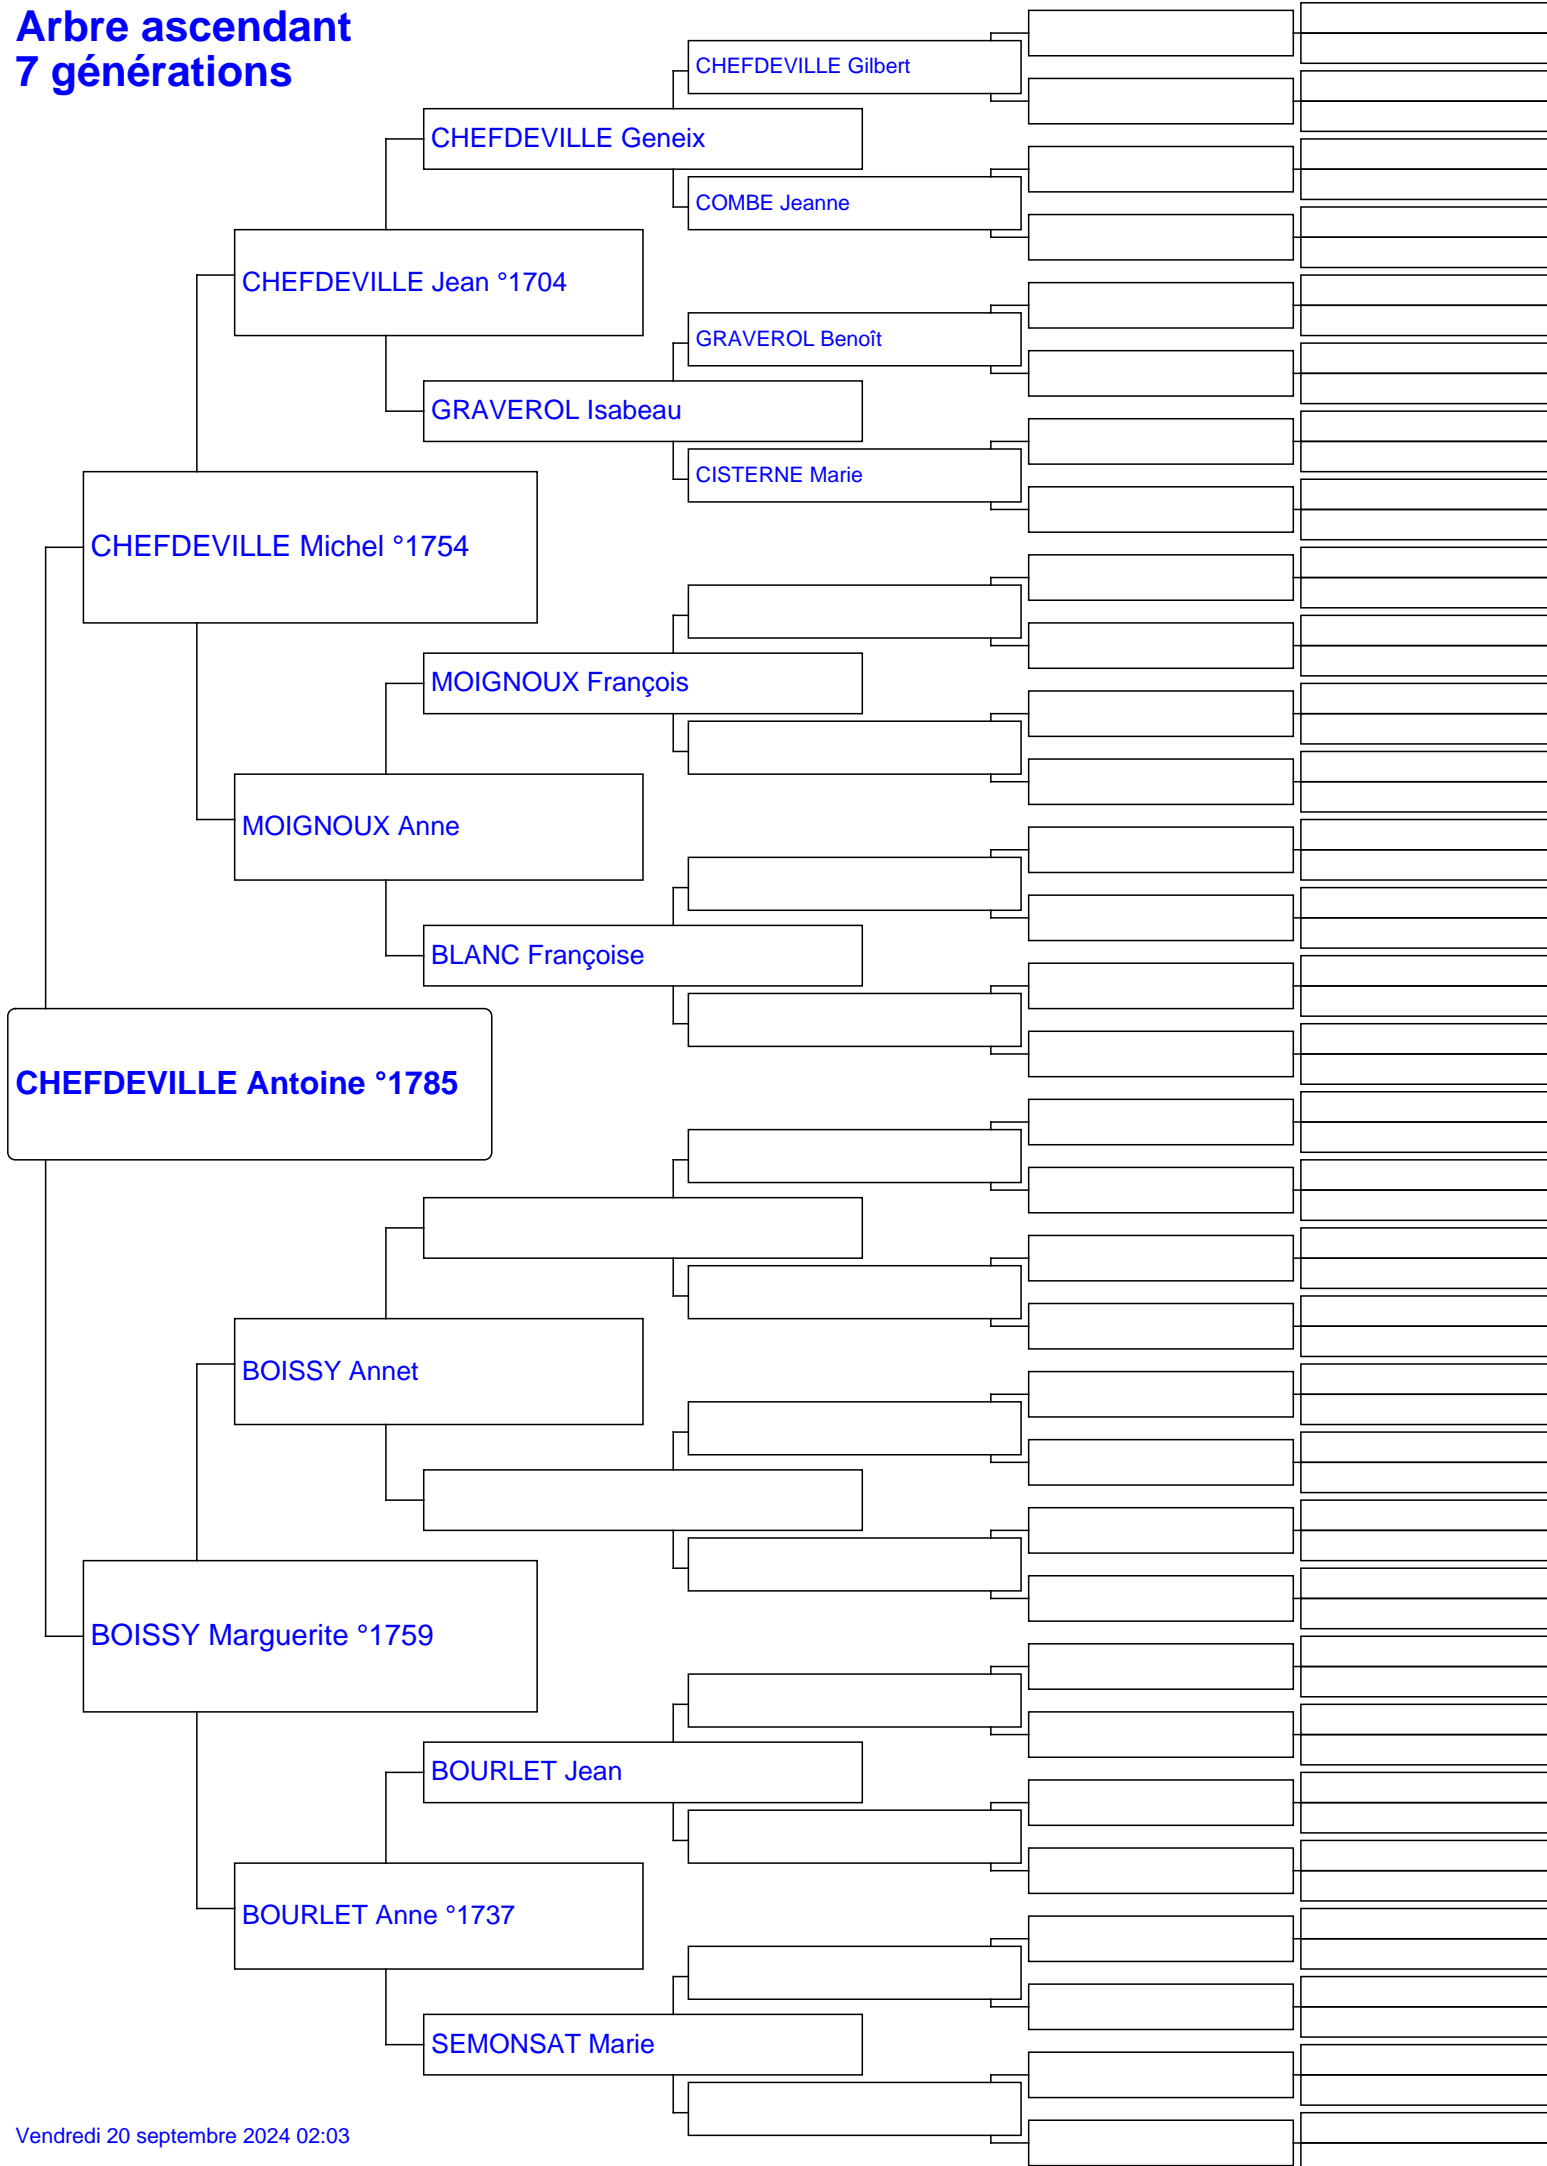 Arbre ascendant
7 générations
CHEFDEVILLE Gilbert
CHEFDEVILLE Geneix
COMBE Jeanne
CHEFDEVILLE Jean °1704
GRAVEROL Benoît
GRAVEROL Isabeau
CISTERNE Marie
CHEFDEVILLE Michel °1754
MOIGNOUX François
MOIGNOUX Anne
BLANC Françoise
CHEFDEVILLE Antoine °1785
BOISSY Annet
BOISSY Marguerite °1759
BOURLET Jean
BOURLET Anne °1737
SEMONSAT Marie
Vendredi 20 septembre 2024 02:03